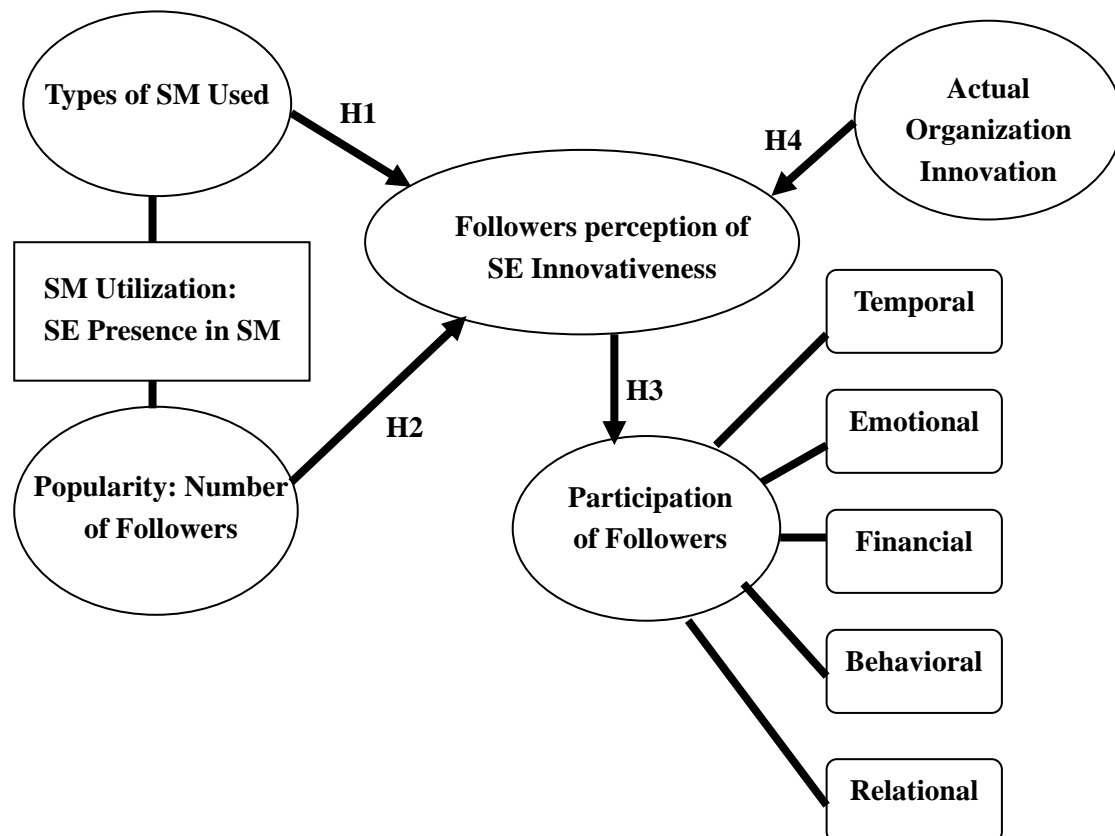 Types of SM Used
H1
Actual
Organization
Innovation
H4
Followers perception of
SE Innovativeness
SM Utilization:
SE Presence in SM
Temporal
H3
H2
Emotional
Popularity: Number
of Followers
Participation
of Followers
Financial
Behavioral
Relational